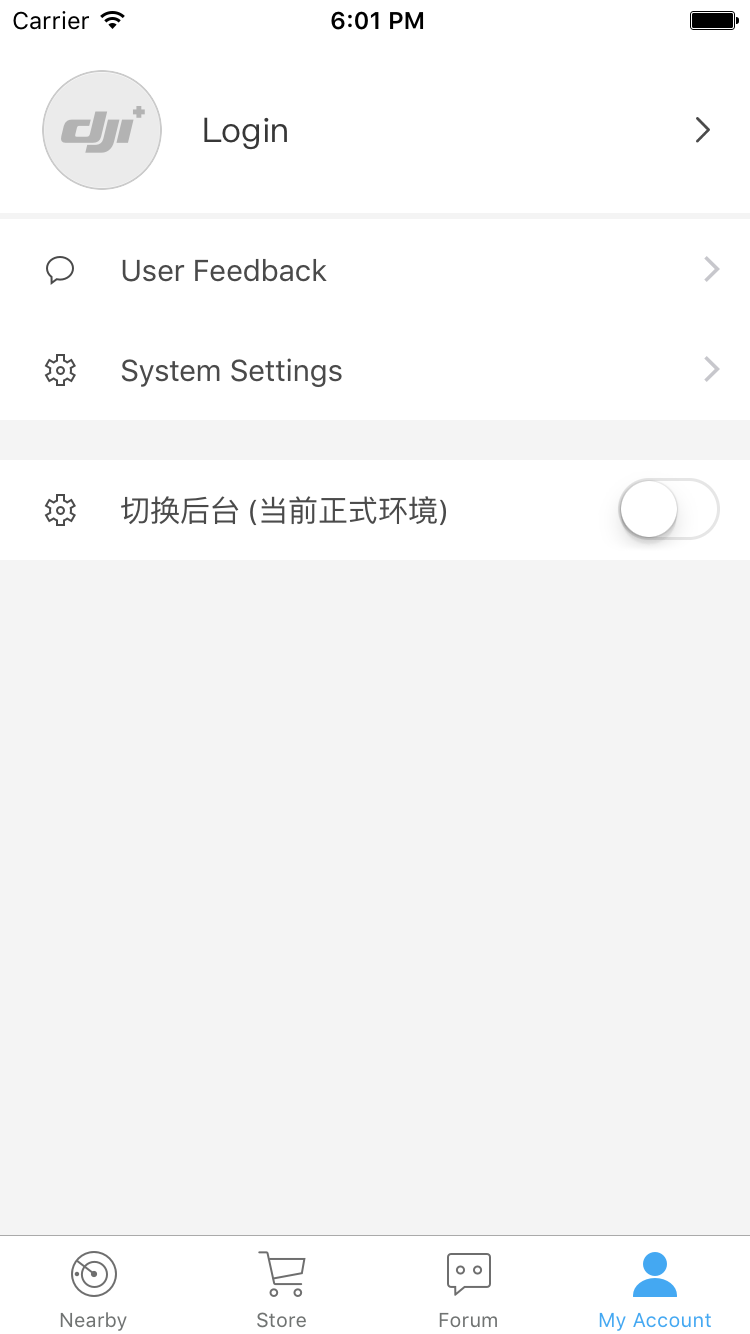 Carrier 6:01 PM
dji+ Login
User Feedback
System Settings
切换后台 (当前正式环境)
Nearby Store Forum My Account